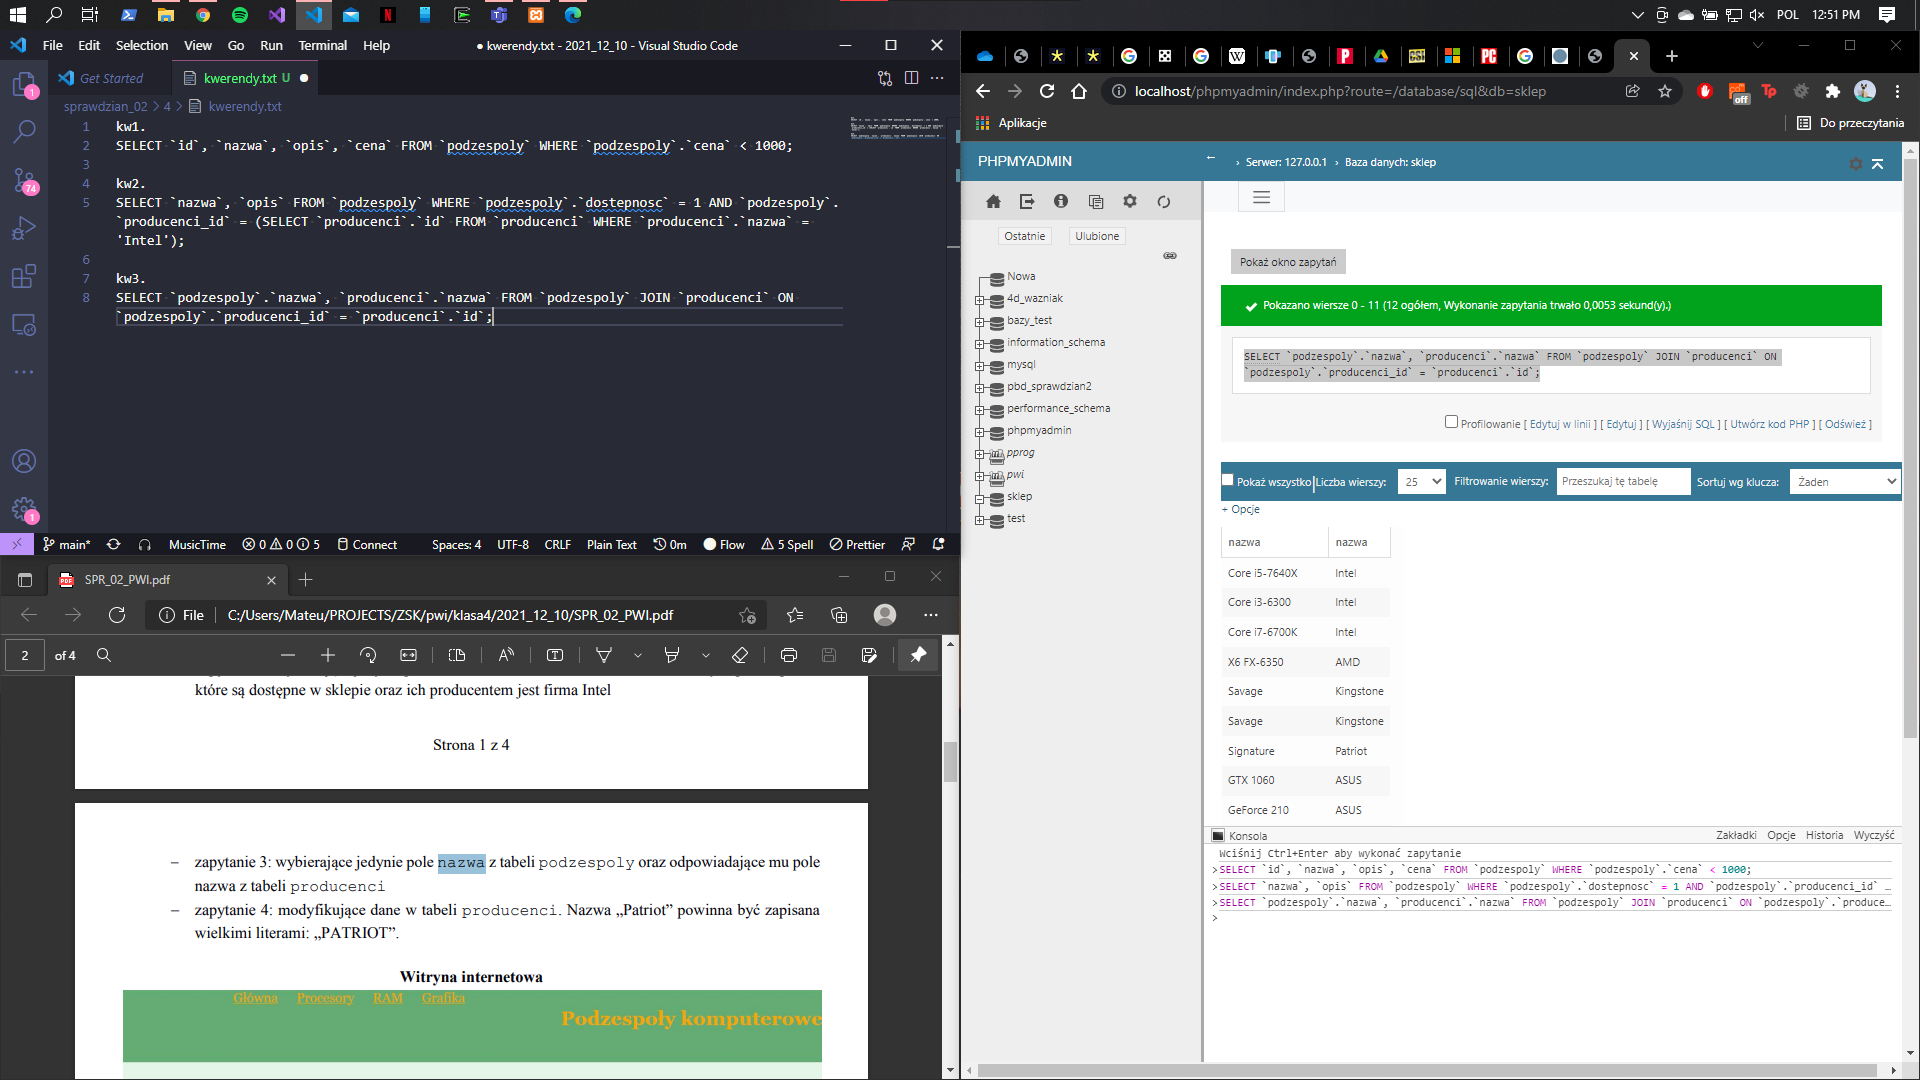 POL 12:51 PM
File Edit Selection View Go Run Terminal Help
● kwerendy.txt - 2021_12_10 - Visual Studio Code
Get Started kwerendy.txt U
sprawdzian_02 > 4 > kwerendy.txt
1 kw1.
2 SELECT `id`, `nazwa`, `opis`, `cena` FROM `podzespoly` WHERE `podzespoly`.`cena` < 1000;
3
4 kw2.
5 SELECT `nazwa`, `opis` FROM `podzespoly` WHERE `podzespoly`.`dostepnosc` = 1 AND `podzespoly`.
`producenci_id` = (SELECT `producenci`.`id` FROM `producenci` WHERE `producenci`.`nazwa` =
'Intel');
6
7 kw3.
8 SELECT `podzespoly`.`nazwa`, `producenci`.`nazwa` FROM `podzespoly` JOIN `producenci` ON
`podzespoly`.`producenci_id` = `producenci`.`id`;
1
74
1
main* MusicTime 0 0 5 Connect Spaces: 4 UTF-8 CRLF Plain Text 0m Flow 5 Spell Prettier
SPR_02_PWI.pdf
File C:/Users/Mateu/PROJECTS/ZSK/pwi/klasa4/2021_12_10/SPR_02_PWI.pdf
2 of 4
które są dostępne w sklepie oraz ich producentem jest firma Intel
Strona 1 z 4
– zapytanie 3: wybierające jedynie pole nazwa z tabeli podzespoly oraz odpowiadające mu pole
nazwa z tabeli producenci
– zapytanie 4: modyfikujące dane w tabeli producenci. Nazwa „Patriot” powinna być zapisana
wielkimi literami: „PATRIOT”.
Witryna internetowa
Główna Procesory RAM Grafika
Podzespoły komputerowe
localhost/phpmyadmin/index.php?route=/database/sql&db=sklep
off
Aplikacje
Do przeczytania
PHPMYADMIN
← › Serwer: 127.0.0.1 › Baza danych: sklep
Ostatnie Ulubione
Nowa
4d_wazniak
bazy_test
information_schema
mysql
pbd_sprawdzian2
performance_schema
phpmyadmin
pprog
pwi
sklep
test
Pokaż okno zapytań
Pokazano wiersze 0 - 11 (12 ogółem, Wykonanie zapytania trwało 0,0053 sekund(y).)
SELECT `podzespoly`.`nazwa`, `producenci`.`nazwa` FROM `podzespoly` JOIN `producenci` ON
`podzespoly`.`producenci_id` = `producenci`.`id`;
Profilowanie [ Edytuj w linii ] [ Edytuj ] [ Wyjaśnij SQL ] [ Utwórz kod PHP ] [ Odśwież ]
Pokaż wszystko Liczba wierszy: 25 Filtrowanie wierszy: Przeszukaj tę tabelę Sortuj wg klucza: Żaden
+ Opcje
nazwa nazwa
Core i5-7640X Intel
Core i3-6300 Intel
Core i7-6700K Intel
X6 FX-6350 AMD
Savage Kingstone
Savage Kingstone
Signature Patriot
GTX 1060 ASUS
GeForce 210 ASUS
Konsola Zakładki Opcje Historia Wyczyść
Wciśnij Ctrl+Enter aby wykonać zapytanie
>SELECT `id`, `nazwa`, `opis`, `cena` FROM `podzespoly` WHERE `podzespoly`.`cena` < 1000;
>SELECT `nazwa`, `opis` FROM `podzespoly` WHERE `podzespoly`.`dostepnosc` = 1 AND `podzespoly`.`producenci_id` …
>SELECT `podzespoly`.`nazwa`, `producenci`.`nazwa` FROM `podzespoly` JOIN `producenci` ON `podzespoly`.`produce…
>